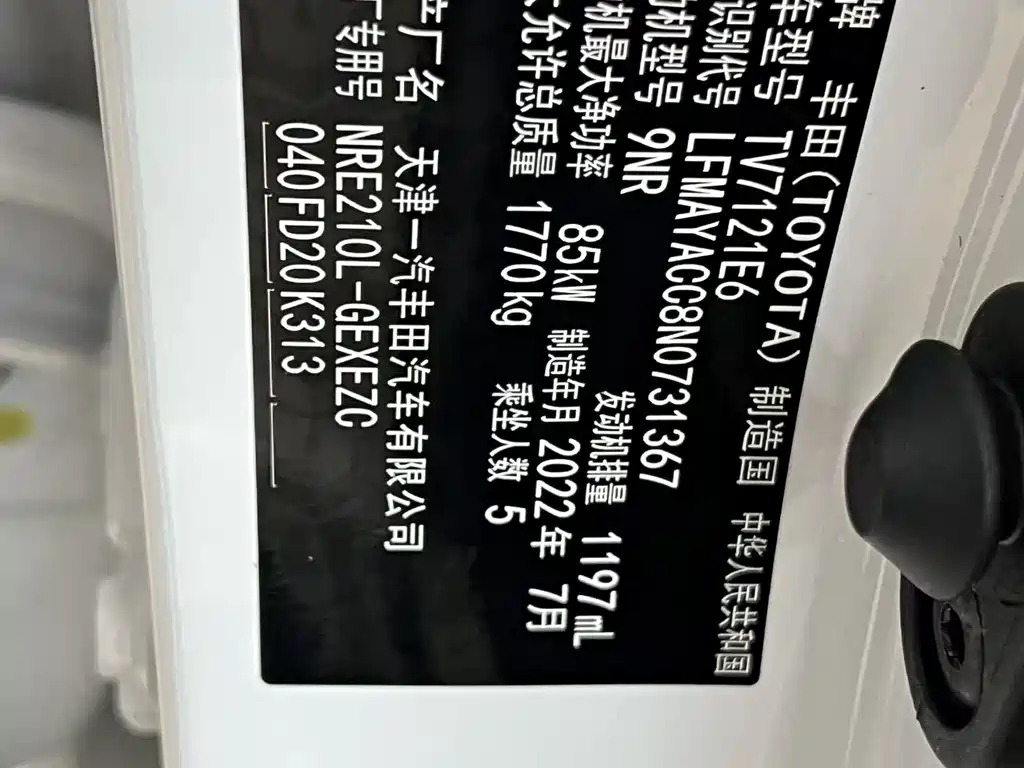 牌 丰田(TOYOTA) 制造国 中华人民共和国
车型号 TV7121E6
识别代号 LFMAYACC8N0731367
动机型号 9NR 发动机排量 1197mL
机最大净功率 85kW 制造年月 2022年 7月
允许总质量 1770kg 乘坐人数 5
产厂名 天津一汽丰田汽车有限公司
厂专用号 NRE210L-GEXEZC
040FD20K313